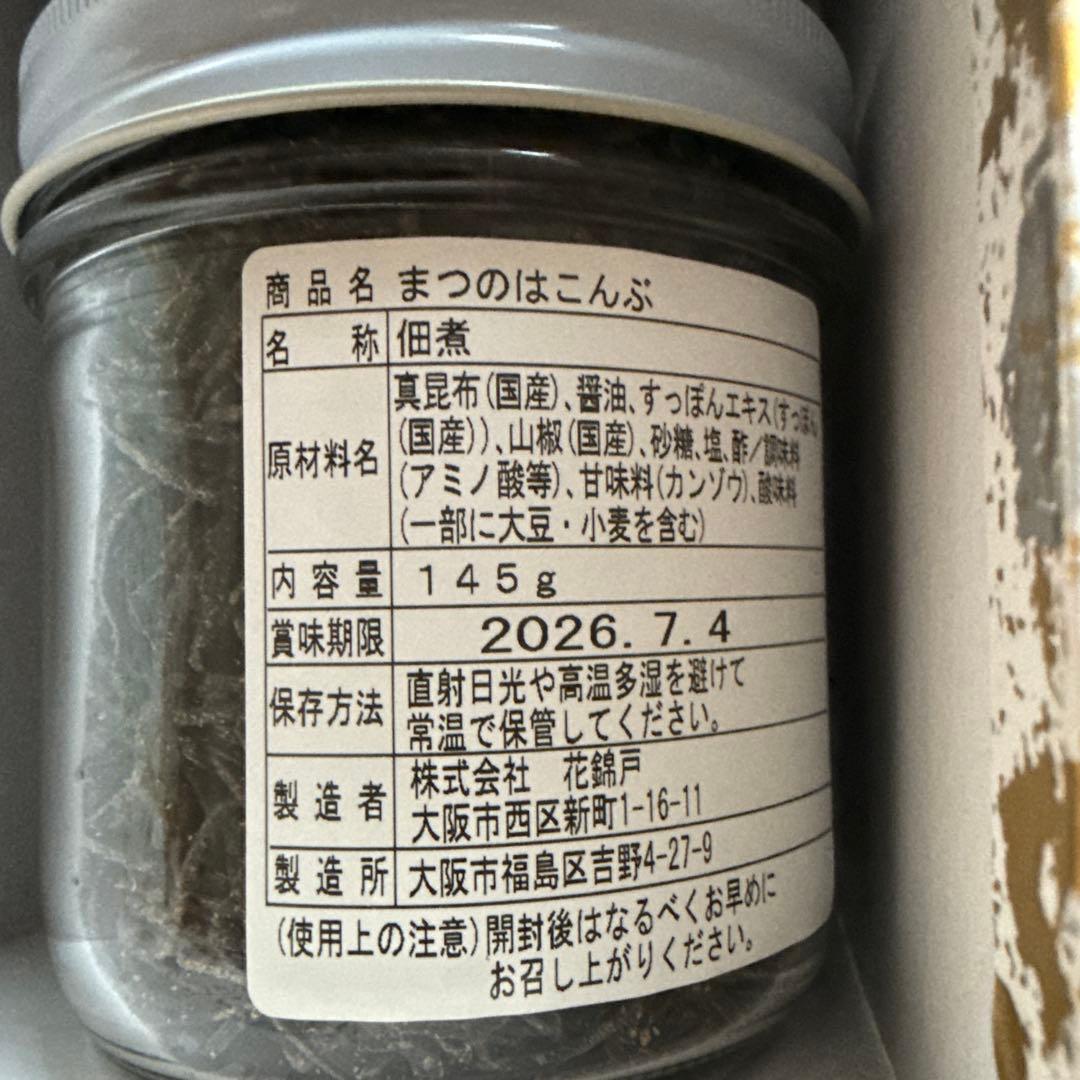 商品名 まつのはこんぶ
名称 佃煮
原材料名 真昆布(国産)、醤油、すっぽんエキス(すっぽん
(国産))、山椒(国産)、砂糖、塩、酢/調味料
(アミノ酸等)、甘味料(カンゾウ)、酸味料
(一部に大豆・小麦を含む)
内容量 145g
賞味期限 2026.7.4
保存方法 直射日光や高温多湿を避けて
常温で保管してください。
製造者 株式会社 花錦戸
大阪市西区新町1-16-11
製造所 大阪市福島区吉野4-27-9
(使用上の注意)開封後はなるべくお早めに
お召し上がりください。